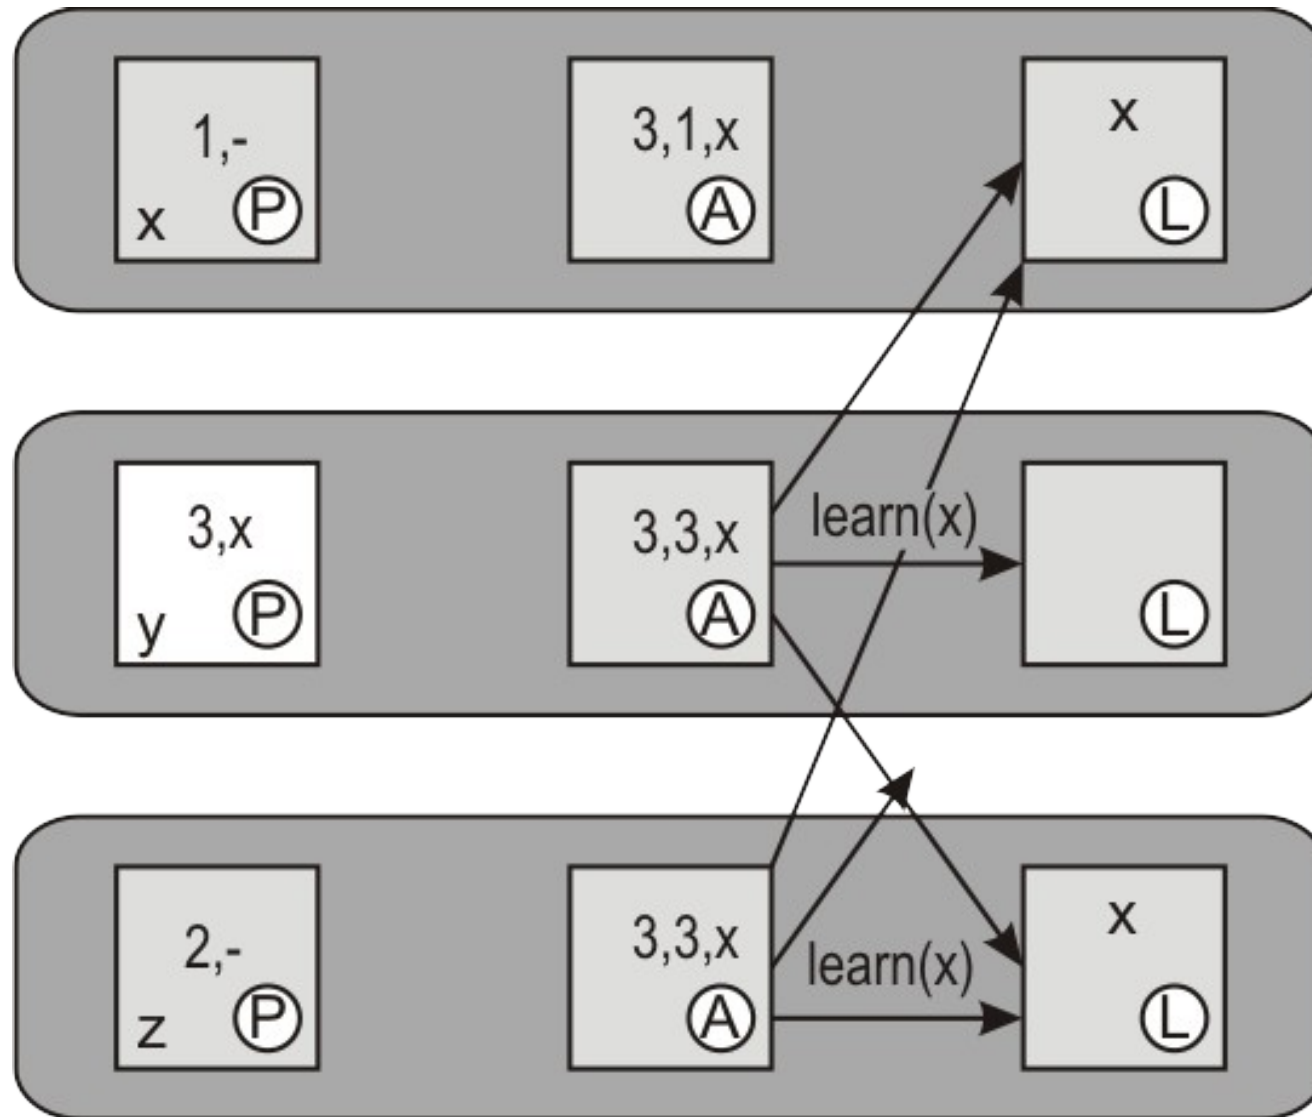 1,-
x P
3,1,x
A
x
L
3,x
y P
3,3,x
A
learn(x)
L
2,-
z P
3,3,x
A
learn(x)
x
L